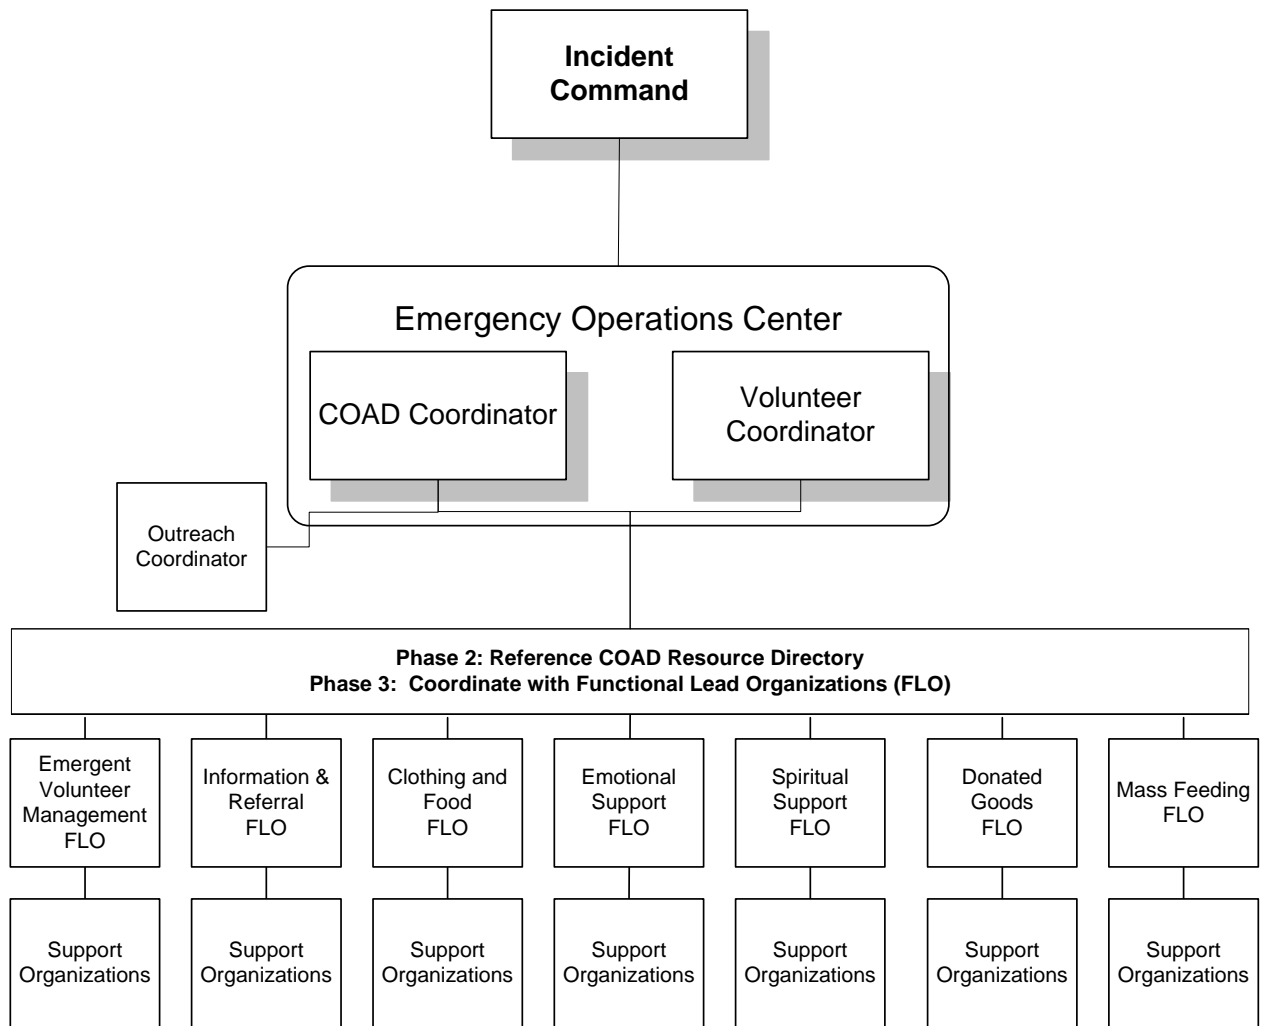 Incident
Command
Emergency Operations Center
COAD Coordinator
Volunteer
Coordinator
Outreach
Coordinator
Phase 2: Reference COAD Resource Directory
Phase 3:  Coordinate with Functional Lead Organizations (FLO)
Emergent
Volunteer
Management
FLO
Information &
Referral
FLO
Clothing and
Food
FLO
Emotional
Support
FLO
Spiritual
Support
FLO
Donated
Goods
FLO
Mass Feeding
FLO
Support
Organizations
Support
Organizations
Support
Organizations
Support
Organizations
Support
Organizations
Support
Organizations
Support
Organizations